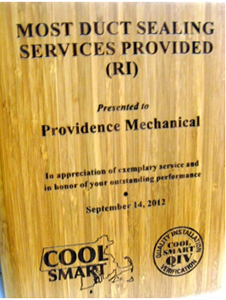 MOST DUCT SEALING
SERVICES PROVIDED
(RI)
Presented to
Providence Mechanical
In appreciation of exemplary service and
in honor of your outstanding performance
September 14, 2012
COOL
SMART
QUALITY INSTALLATION
COOL
SMART
QIV
VERIFICATION